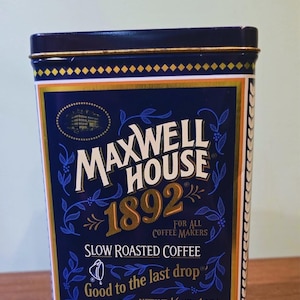 MAXWELL
HOUSE
1892
FOR ALL
COFFEE MAKERS
SLOW ROASTED COFFEE
Good to the last drop